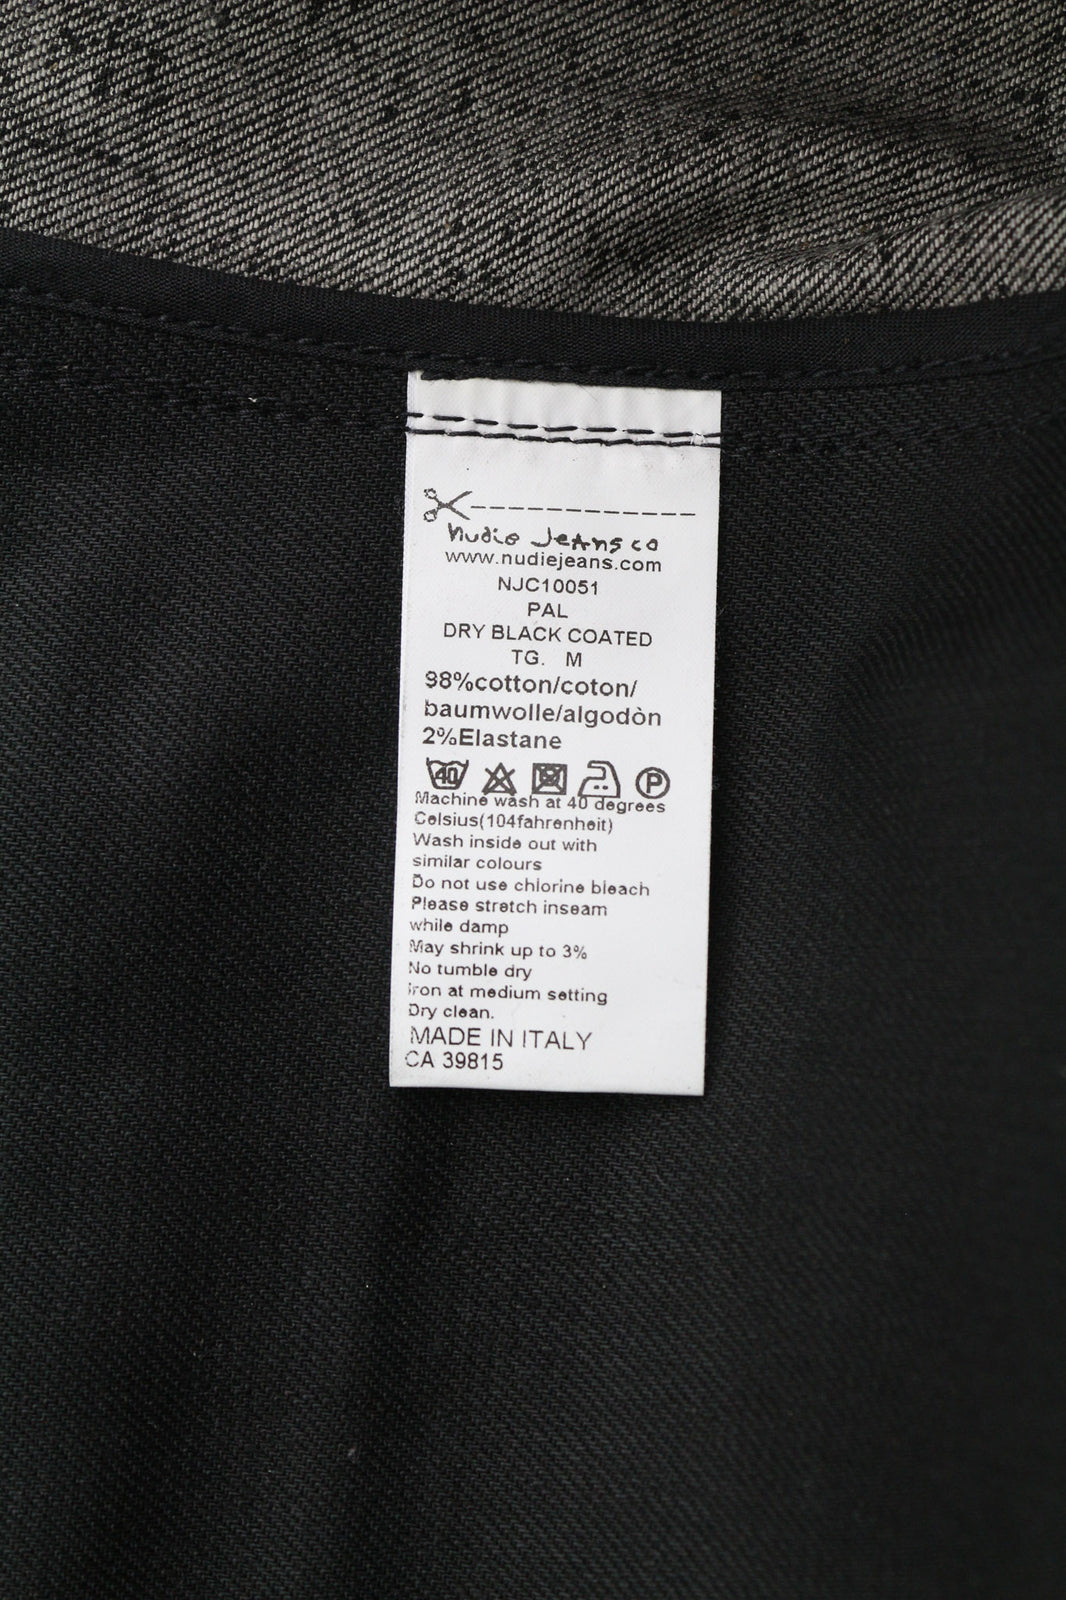 nudie Jeans co
www.nudiejeans.com
NJC10051
PAL
DRY BLACK COATED
TG. M
98%cotton/coton/
baumwolle/algodòn
2%Elastane
40 P
Machine wash at 40 degrees
Celsius(104fahrenheit)
Wash inside out with
similar colours
Do not use chlorine bleach
Please stretch inseam
while damp
May shrink up to 3%
No tumble dry
Iron at medium setting
Dry clean.
MADE IN ITALY
CA 39815